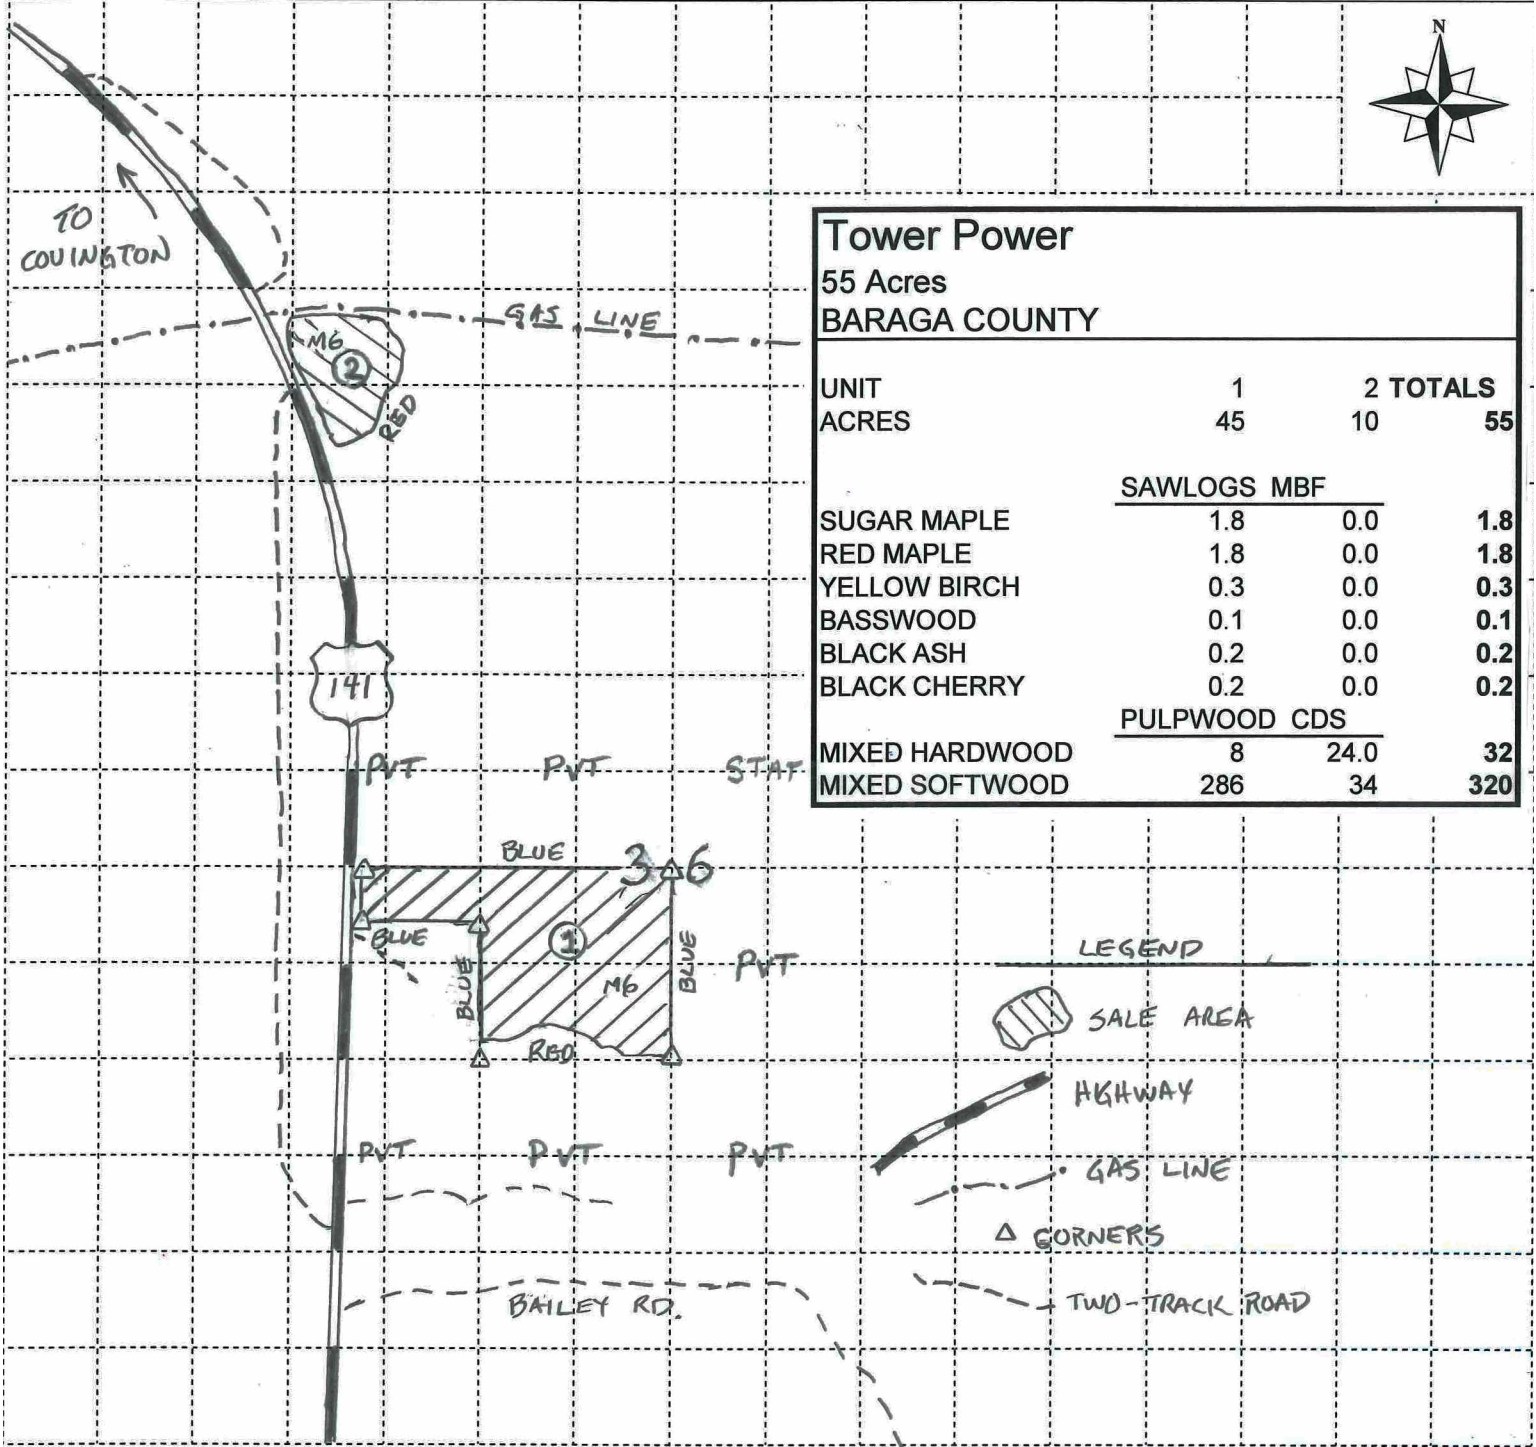 N
TO
COVINGTON
GAS LINE
M6
2
RED
Tower Power
55 Acres
BARAGA COUNTY
UNIT 1 2 TOTALS
ACRES 45 10 55
SAWLOGS MBF
SUGAR MAPLE 1.8 0.0 1.8
RED MAPLE 1.8 0.0 1.8
YELLOW BIRCH 0.3 0.0 0.3
BASSWOOD 0.1 0.0 0.1
BLACK ASH 0.2 0.0 0.2
BLACK CHERRY 0.2 0.0 0.2
PULPWOOD CDS
MIXED HARDWOOD 8 24.0 32
MIXED SOFTWOOD 286 34 320
141
PVT PVT STAT
BLUE 3 6
BLUE
1
BLUE
M6
BLUE
PVT
RED
PVT PVT PVT
BAILEY RD.
LEGEND
SALE AREA
HIGHWAY
GAS LINE
CORNERS
TWO-TRACK ROAD